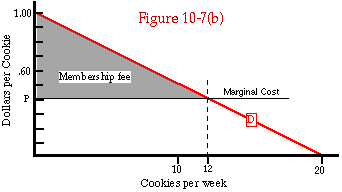 Figure 10-7(b)
Dollars per Cookie
1.00
.60
P
Membership fee
Marginal Cost
D
10
12
20
Cookies per week